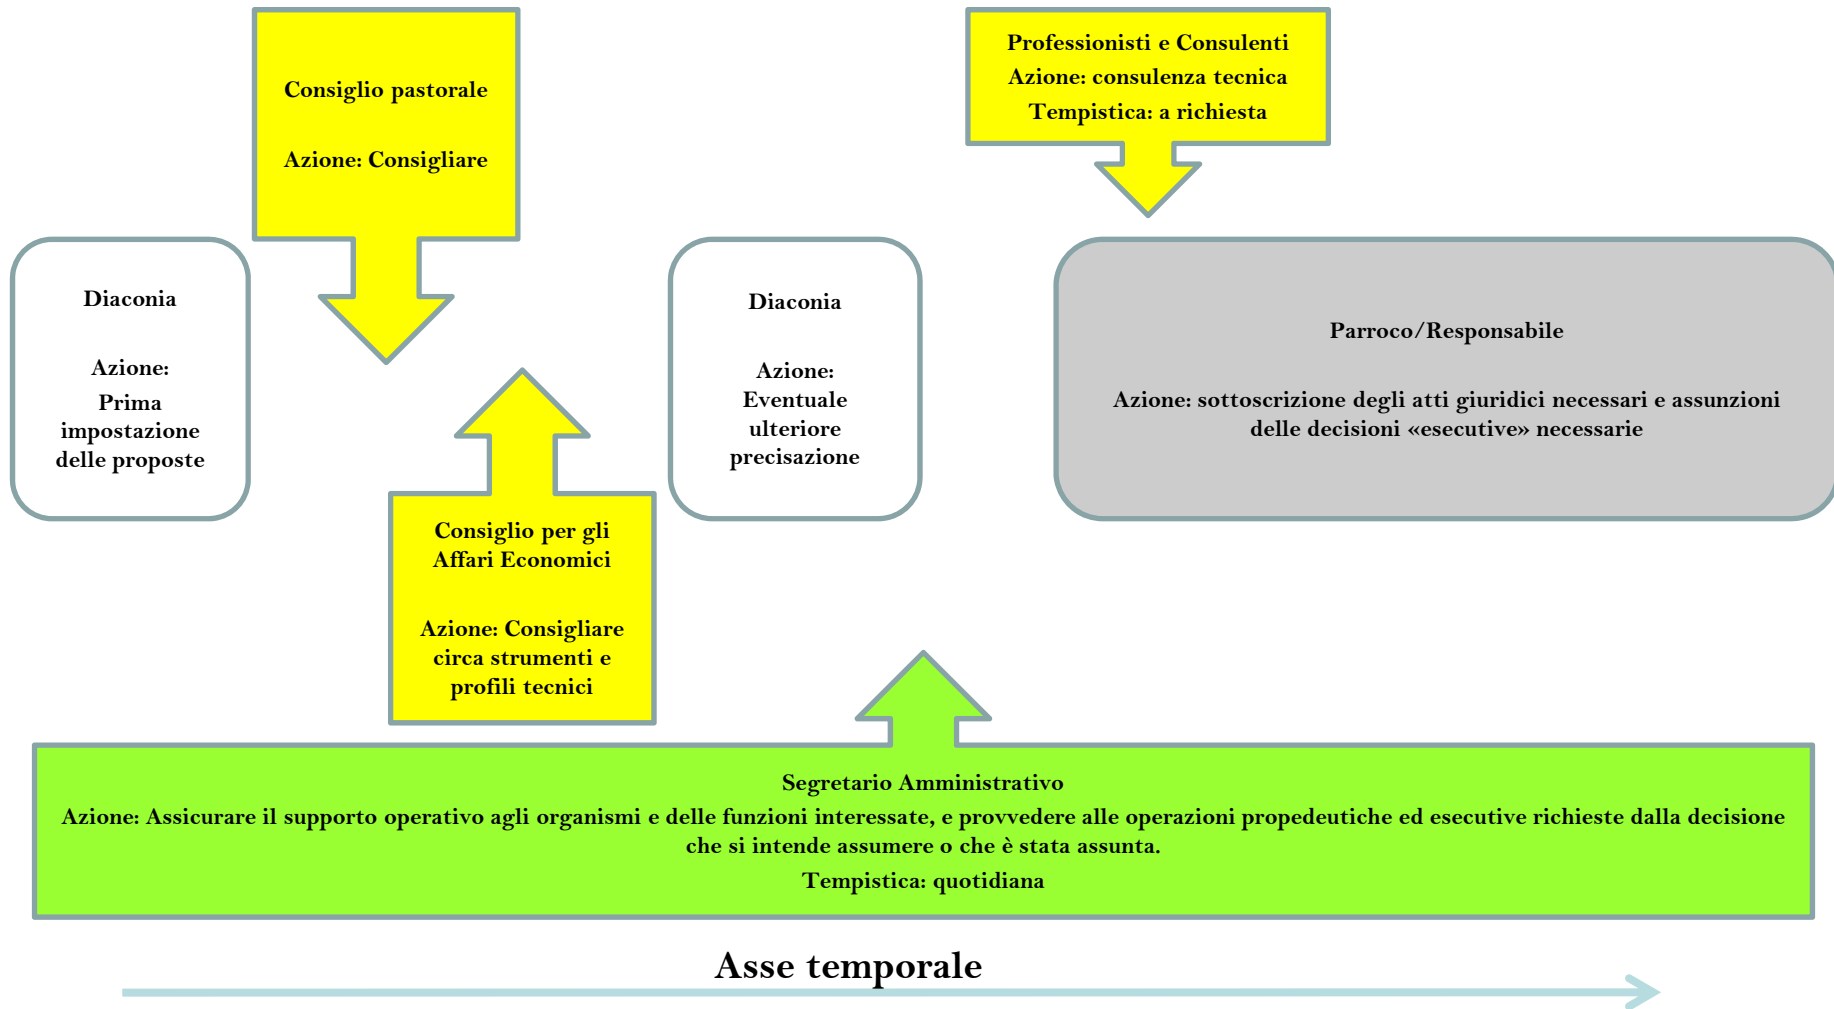 Consiglio pastorale
Azione: Consigliare
Professionisti e Consulenti
Azione: consulenza tecnica
Tempistica: a richiesta
Diaconia
Azione:
Prima
impostazione
delle proposte
Diaconia
Azione:
Eventuale
ulteriore
precisazione
Parroco/Responsabile
Azione: sottoscrizione degli atti giuridici necessari e assunzioni
delle decisioni «esecutive» necessarie
Consiglio per gli
Affari Economici
Azione: Consigliare
circa strumenti e
profili tecnici
Segretario Amministrativo
Azione: Assicurare il supporto operativo agli organismi e delle funzioni interessate, e provvedere alle operazioni propedeutiche ed esecutive richieste dalla decisione
che si intende assumere o che è stata assunta.
Tempistica: quotidiana
Asse temporale